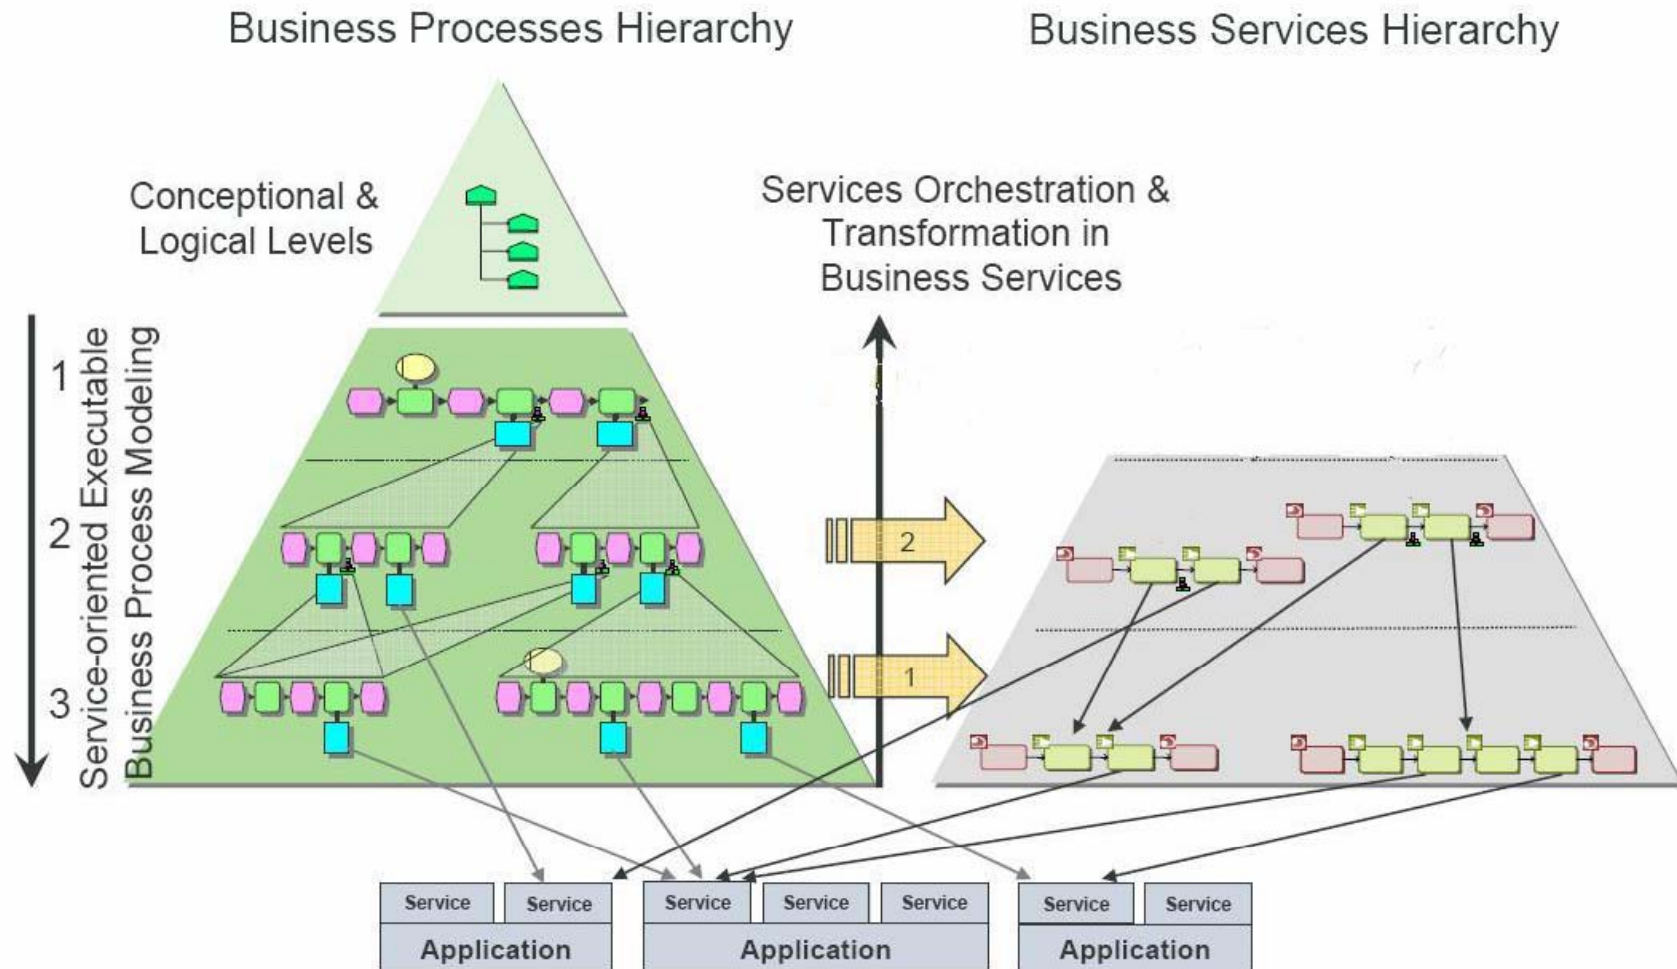 Business Processes Hierarchy
Business Services Hierarchy
Conceptional &
Logical Levels
Services Orchestration &
Transformation in
Business Services
Service-oriented Executable
Business Process Modeling
1
2
3
2
1
Service
Service
Service
Service
Service
Service
Service
Application
Application
Application